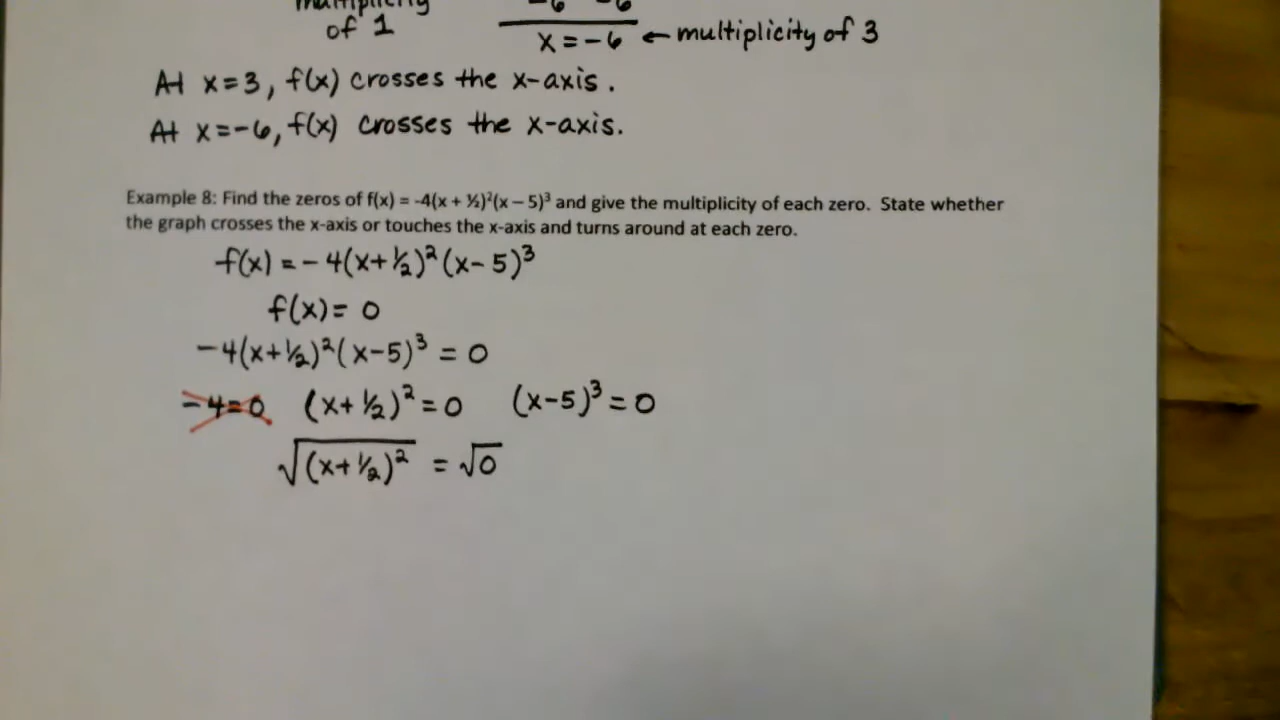 multiplicity -6 -6
of 1 x = -6 ← multiplicity of 3
At x=3, f(x) crosses the x-axis.
At x=-6, f(x) crosses the x-axis.
Example 8: Find the zeros of f(x) = -4(x + ½)²(x – 5)³ and give the multiplicity of each zero. State whether
the graph crosses the x-axis or touches the x-axis and turns around at each zero.
f(x) = -4(x+½)²(x-5)³
f(x) = 0
-4(x+½)²(x-5)³ = 0
-4=0 (x+½)² = 0 (x-5)³ = 0
√(x+½)² = √0